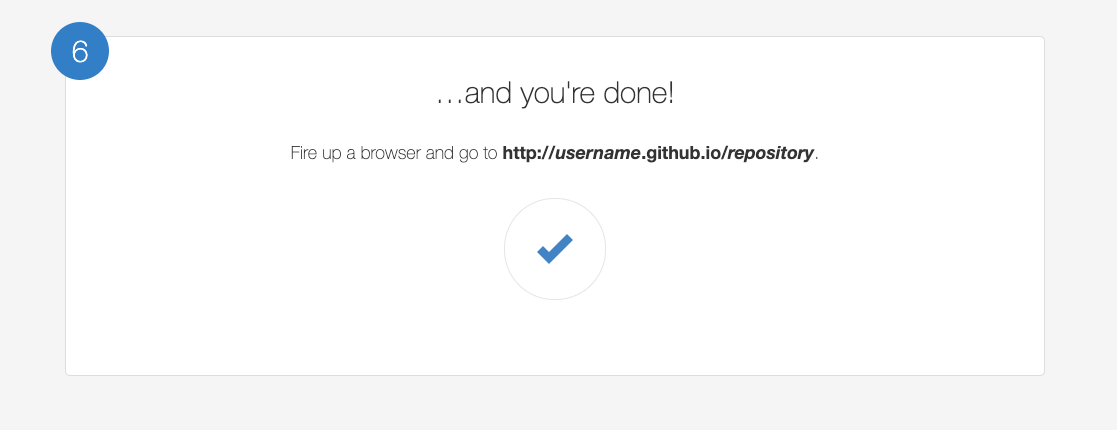 6
…and you're done!
Fire up a browser and go to http://username.github.io/repository.